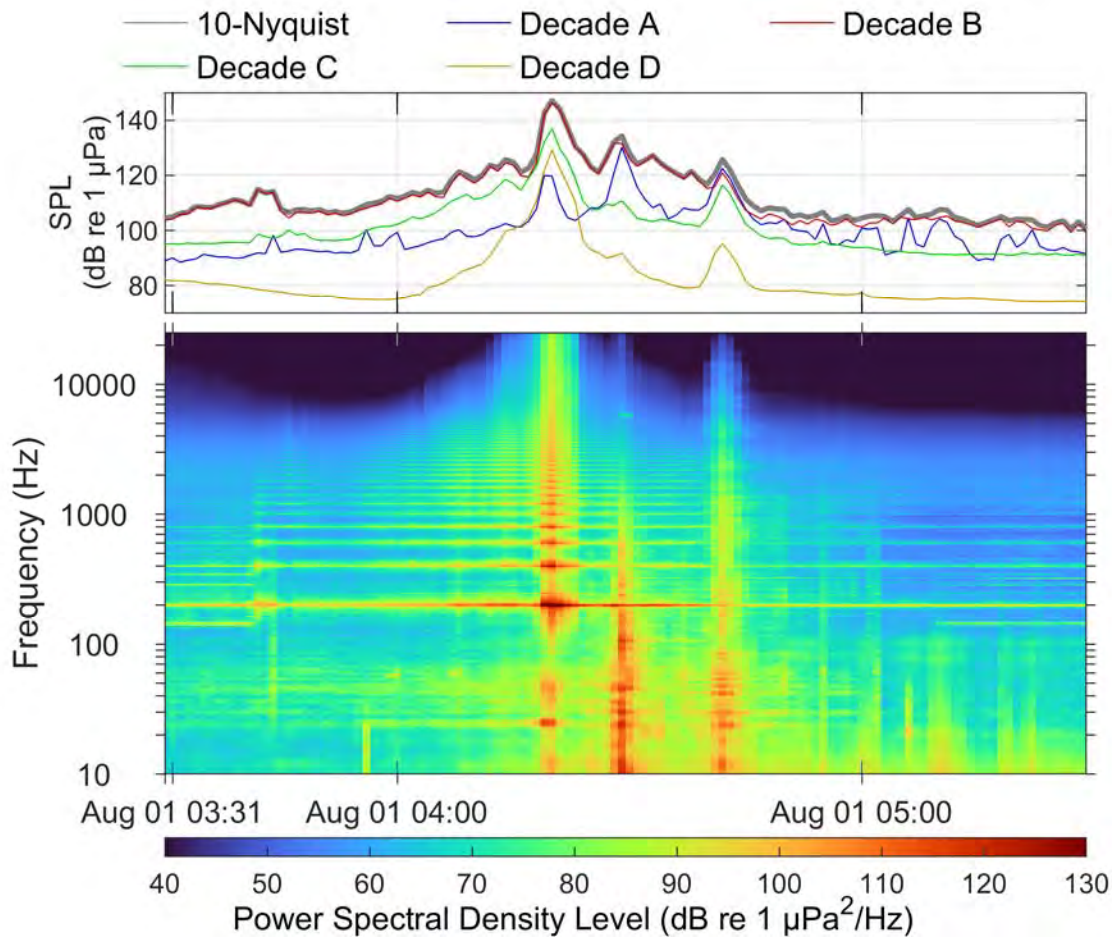 10-Nyquist Decade A Decade B
Decade C Decade D
SPL
(dB re 1 µPa)
140
120
100
80
Frequency (Hz)
10000
1000
100
10
Aug 01 03:31 Aug 01 04:00 Aug 01 05:00
40 50 60 70 80 90 100 110 120 130
Power Spectral Density Level (dB re 1 µPa²/Hz)